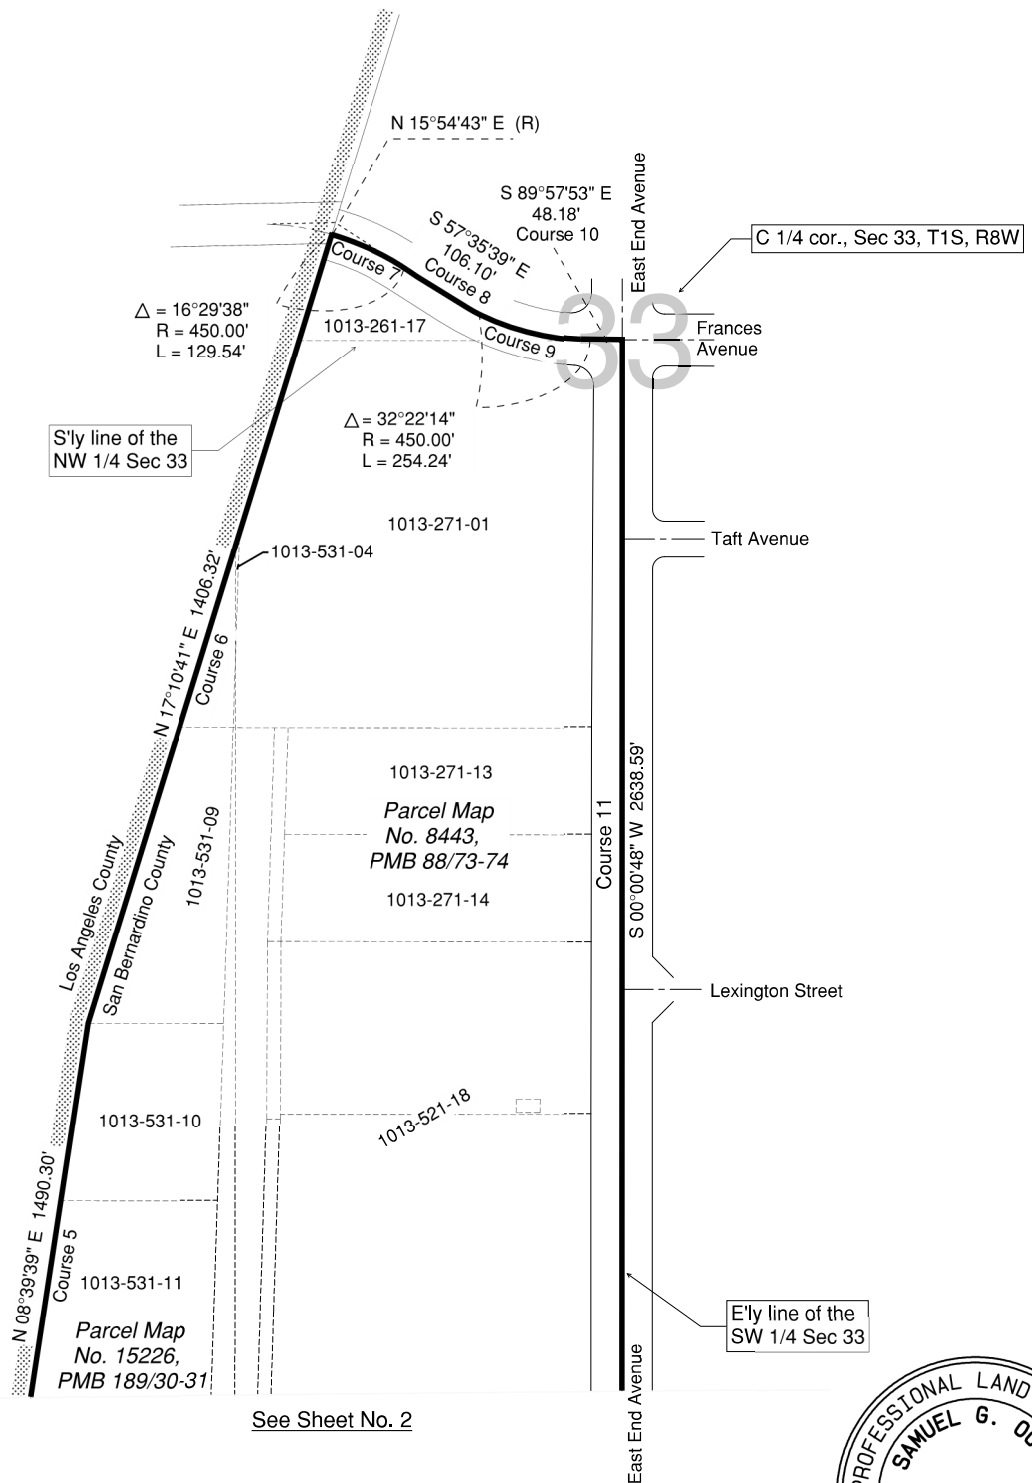 N 15°54'43" E (R)
S 89°57'53" E
48.18'
Course 10
East End Avenue
C 1/4 cor., Sec 33, T1S, R8W
S 57°35'39" E
106.10'
Course 8
Course 7
33
△ = 16°29'38"
R = 450.00'
L = 129.54'
1013-261-17
Course 9
Frances
Avenue
△ = 32°22'14"
R = 450.00'
L = 254.24'
S'ly line of the
NW 1/4 Sec 33
1013-271-01
Taft Avenue
1013-531-04
N 17°10'41" E 1406.32'
Course 6
1013-271-13
Parcel Map
No. 8443,
PMB 88/73-74
1013-271-14
1013-531-09
Course 11
S 00°00'48" W 2638.59'
Los Angeles County
San Bernardino County
Lexington Street
1013-531-10
1013-521-18
N 08°39'39" E 1490.30'
Course 5
1013-531-11
Parcel Map
No. 15226,
PMB 189/30-31
E'ly line of the
SW 1/4 Sec 33
East End Avenue
See Sheet No. 2
PROFESSIONAL LAND
SAMUEL G.